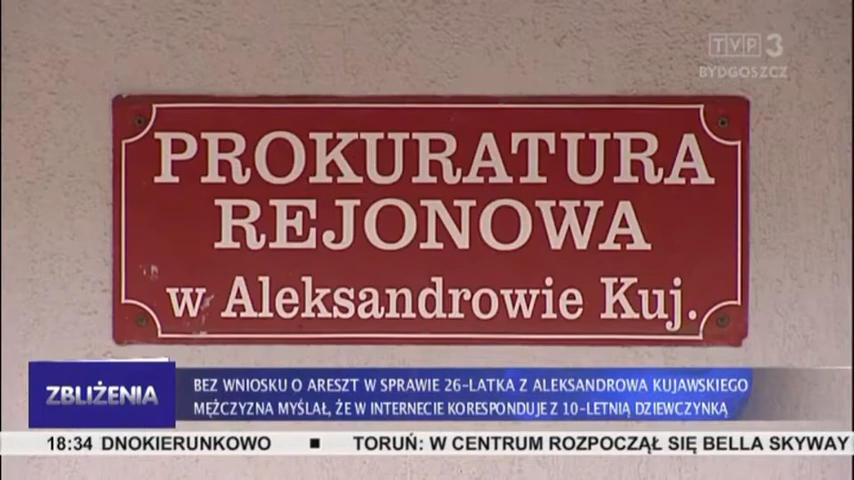 TVP3
BYDGOSZCZ
PROKURATURA
REJONOWA
w Aleksandrowie Kuj.
ZBLIŻENIA
BEZ WNIOSKU O ARESZT W SPRAWIE 26-LATKA Z ALEKSANDROWA KUJAWSKIEGO
MĘŻCZYZNA MYŚLAŁ, ŻE W INTERNECIE KORESPONDUJE Z 10-LETNIĄ DZIEWCZYNKĄ
18:34 DNOKIERUNKOWO ■ TORUŃ: W CENTRUM ROZPOCZĄŁ SIĘ BELLA SKYWAY